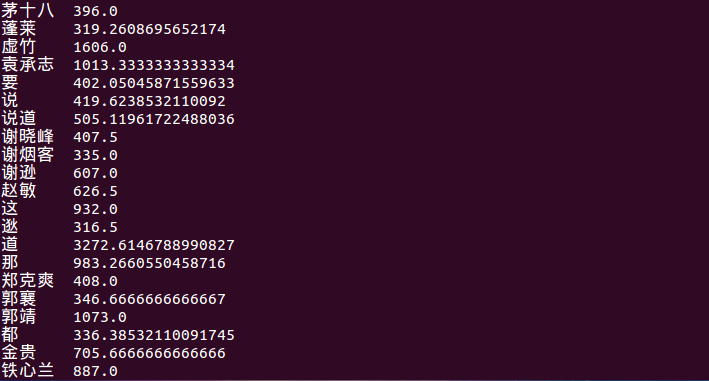 茅十八 396.0
蓬莱 319.2608695652174
虚竹 1606.0
袁承志 1013.3333333333334
要 402.05045871559633
说 419.6238532110092
说道 505.11961722488036
谢晓峰 407.5
谢烟客 335.0
谢逊 607.0
赵敏 626.5
这 932.0
逖 316.5
道 3272.6146788990827
那 983.2660550458716
郑克爽 408.0
郭襄 346.6666666666667
郭靖 1073.0
都 336.38532110091745
金贵 705.6666666666666
铁心兰 887.0